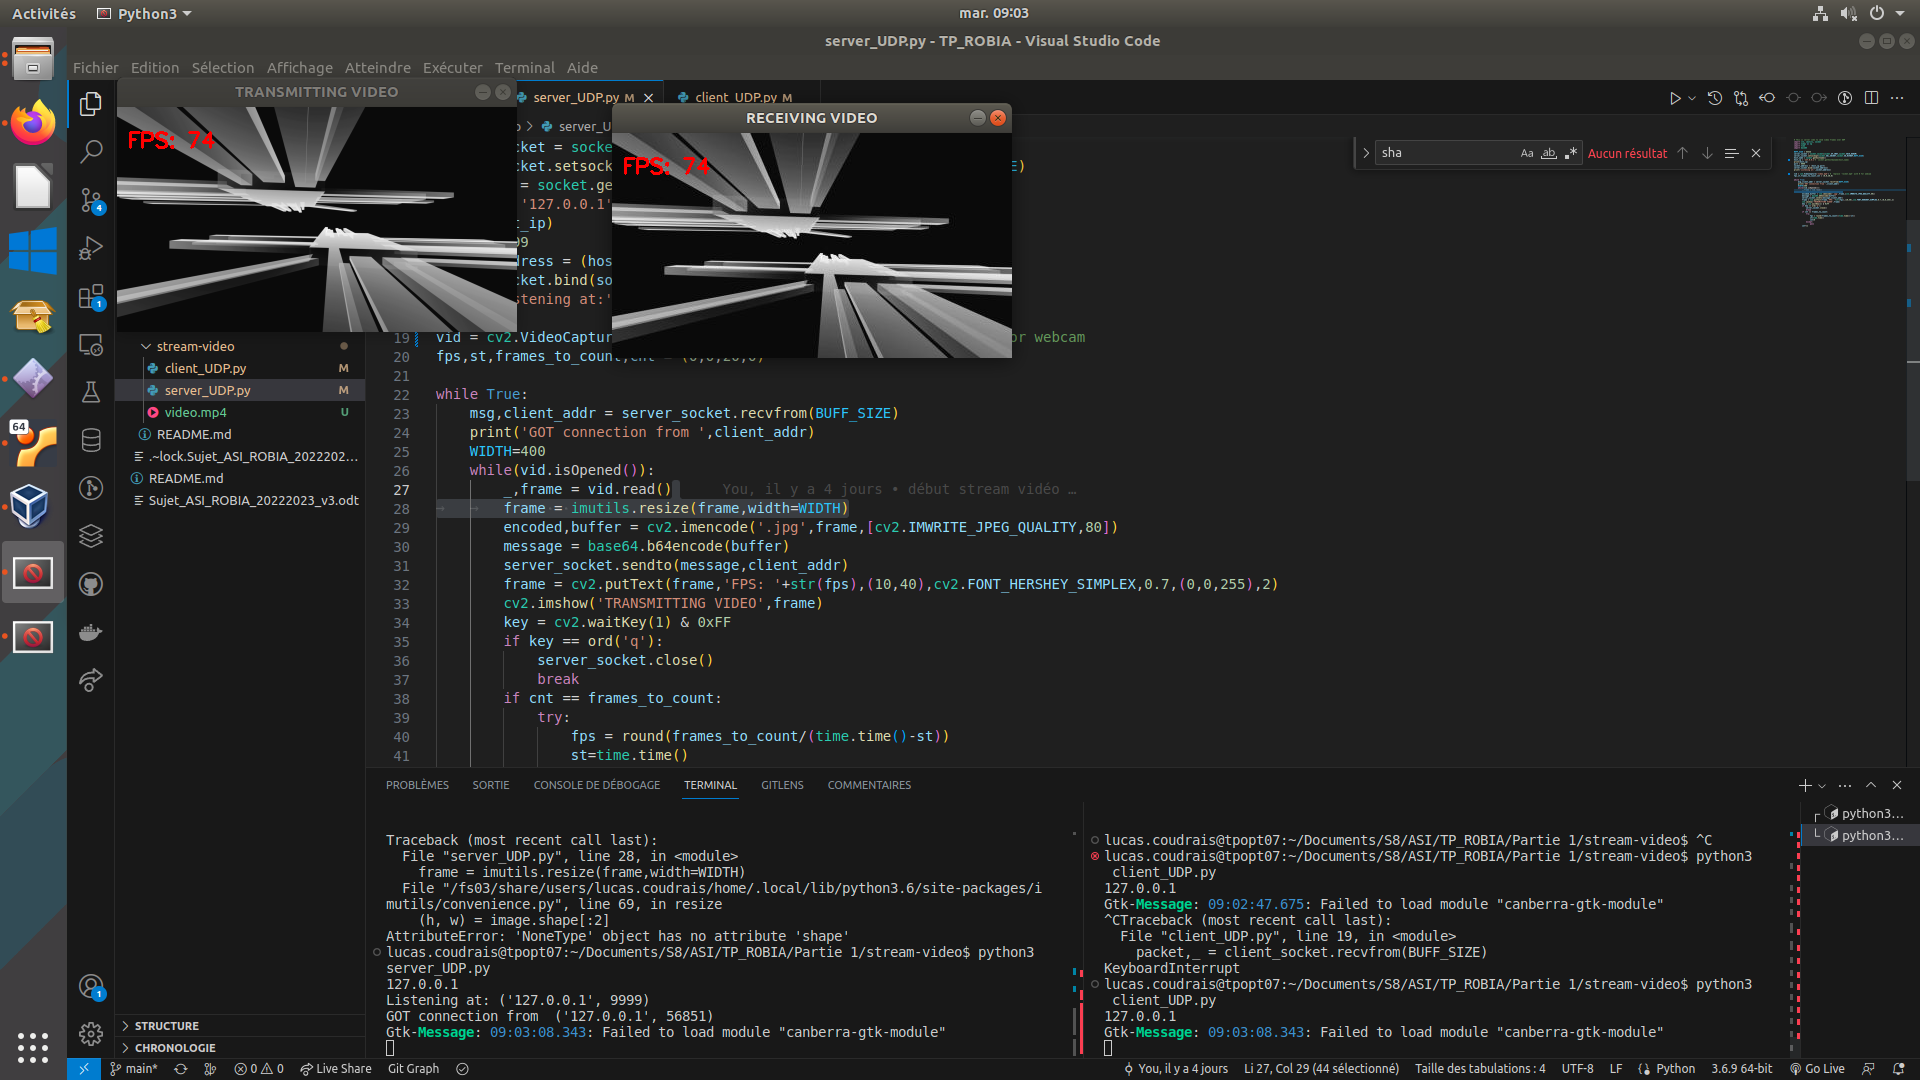 Activités
Python3
mar. 09:03
server_UDP.py - TP_ROBIA - Visual Studio Code
Fichier Edition Sélection Affichage Atteindre Exécuter Terminal Aide
TRANSMITTING VIDEO
FPS: 74
server_UDP.py M
client_UDP.py M
RECEIVING VIDEO
FPS: 74
sha
Aa
ab
Aucun résultat
64
4
1
stream-video
client_UDP.py M
server_UDP.py M
video.mp4 U
README.md
.~lock.Sujet_ASI_ROBIA_2022202...
README.md
Sujet_ASI_ROBIA_20222023_v3.odt
STRUCTURE
CHRONOLOGIE
server_U
cket = socke
cket.setsock E)
= socket.ge
'127.0.0.1'
t_ip)
99
dress = (hos
cket.bind(so
stening at:'
19 vid = cv2.VideoCaptur or webcam
20 fps,st,frames_to_count,cnt = (0,0,20,0)
21
22 while True:
23 msg,client_addr = server_socket.recvfrom(BUFF_SIZE)
24 print('GOT connection from ',client_addr)
25 WIDTH=400
26 while(vid.isOpened()):
27 _,frame = vid.read() You, il y a 4 jours • début stream vidéo …
28 frame = imutils.resize(frame,width=WIDTH)
29 encoded,buffer = cv2.imencode('.jpg',frame,[cv2.IMWRITE_JPEG_QUALITY,80])
30 message = base64.b64encode(buffer)
31 server_socket.sendto(message,client_addr)
32 frame = cv2.putText(frame,'FPS: '+str(fps),(10,40),cv2.FONT_HERSHEY_SIMPLEX,0.7,(0,0,255),2)
33 cv2.imshow('TRANSMITTING VIDEO',frame)
34 key = cv2.waitKey(1) & 0xFF
35 if key == ord('q'):
36 server_socket.close()
37 break
38 if cnt == frames_to_count:
39 try:
40 fps = round(frames_to_count/(time.time()-st))
41 st=time.time()
PROBLÈMES SORTIE CONSOLE DE DÉBOGAGE TERMINAL GITLENS COMMENTAIRES
Traceback (most recent call last):
File "server_UDP.py", line 28, in <module>
frame = imutils.resize(frame,width=WIDTH)
File "/fs03/share/users/lucas.coudrais/home/.local/lib/python3.6/site-packages/i
mutils/convenience.py", line 69, in resize
(h, w) = image.shape[:2]
AttributeError: 'NoneType' object has no attribute 'shape'
lucas.coudrais@tpopt07:~/Documents/S8/ASI/TP_ROBIA/Partie 1/stream-video$ python3
server_UDP.py
127.0.0.1
Listening at: ('127.0.0.1', 9999)
GOT connection from ('127.0.0.1', 56851)
Gtk-Message: 09:03:08.343: Failed to load module "canberra-gtk-module"
lucas.coudrais@tpopt07:~/Documents/S8/ASI/TP_ROBIA/Partie 1/stream-video$ ^C
lucas.coudrais@tpopt07:~/Documents/S8/ASI/TP_ROBIA/Partie 1/stream-video$ python3
client_UDP.py
127.0.0.1
Gtk-Message: 09:02:47.675: Failed to load module "canberra-gtk-module"
^CTraceback (most recent call last):
File "client_UDP.py", line 19, in <module>
packet,_ = client_socket.recvfrom(BUFF_SIZE)
KeyboardInterrupt
lucas.coudrais@tpopt07:~/Documents/S8/ASI/TP_ROBIA/Partie 1/stream-video$ python3
client_UDP.py
127.0.0.1
Gtk-Message: 09:03:08.343: Failed to load module "canberra-gtk-module"
python3...
python3...
1
main*
0 0
Live Share
Git Graph
You, il y a 4 jours
Li 27, Col 29 (44 sélectionné)
Taille des tabulations : 4
UTF-8
LF
Python
3.6.9 64-bit
Go Live